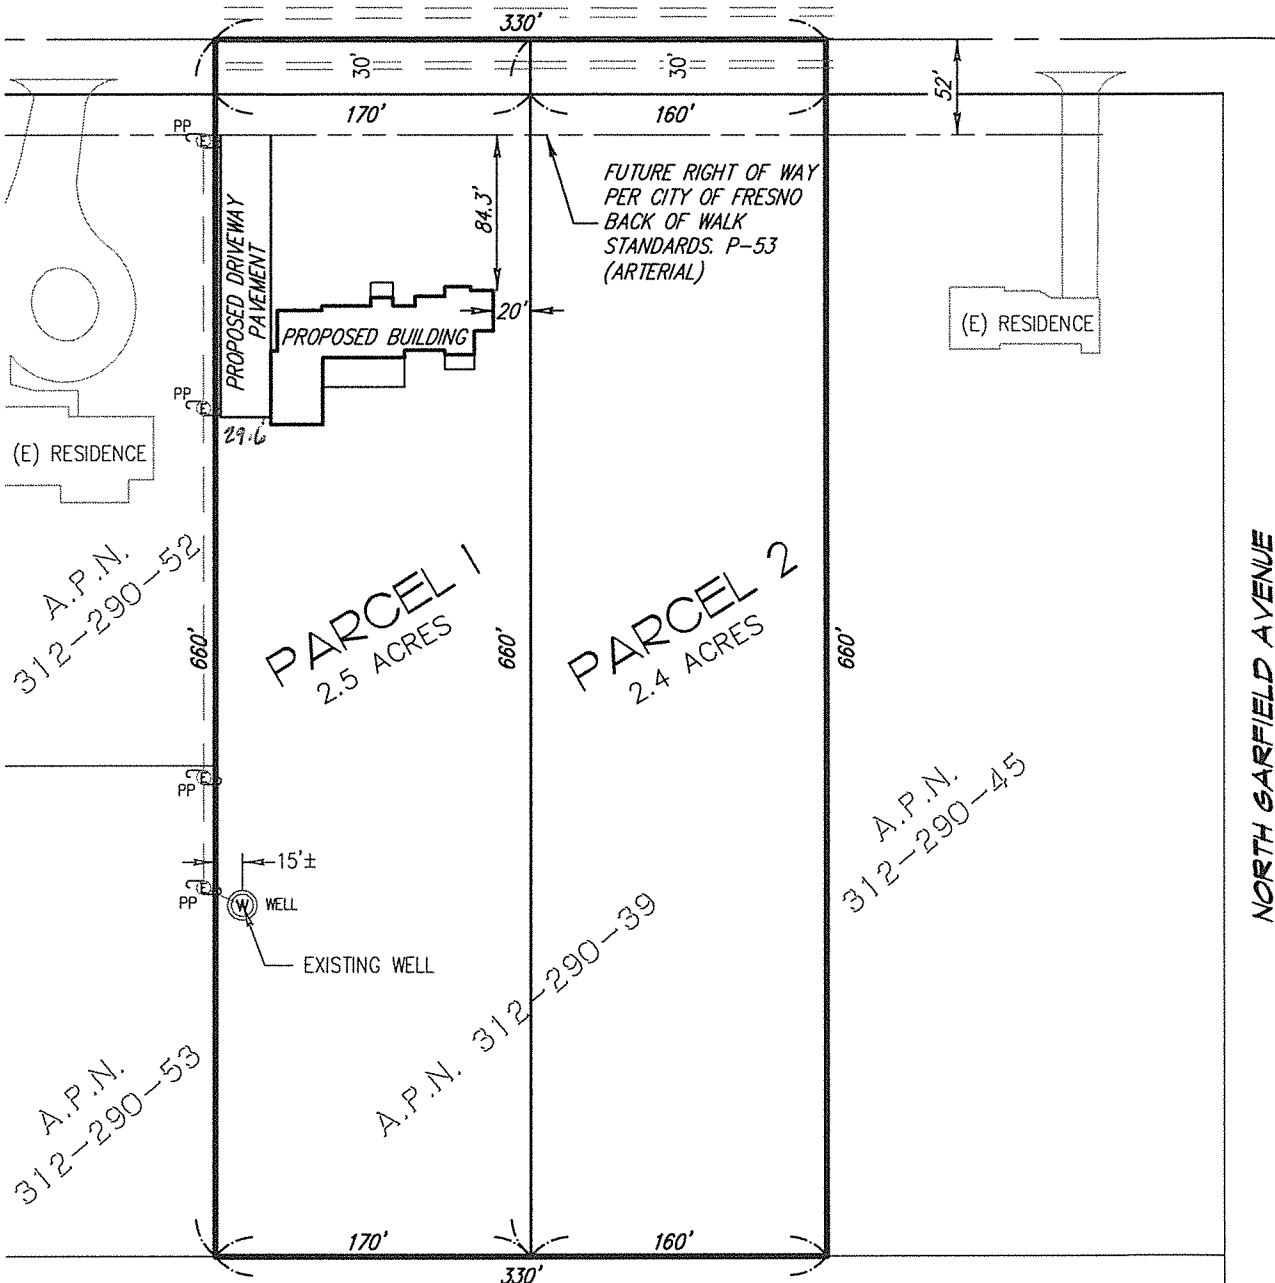 330'
30'
30'
52'
170'
160'
PP
E
FUTURE RIGHT OF WAY
PER CITY OF FRESNO
BACK OF WALK
STANDARDS. P-53
(ARTERIAL)
84.3'
PROPOSED DRIVEWAY
PAVEMENT
20'
PROPOSED BUILDING
(E) RESIDENCE
PP
E
29.6'
(E) RESIDENCE
A.P.N.
312-290-52
PARCEL 1
2.5 ACRES
PARCEL 2
2.4 ACRES
660'
660'
660'
NORTH GARFIELD AVENUE
PP
E
A.P.N.
312-290-45
15'±
PP
E
W WELL
EXISTING WELL
A.P.N. 312-290-39
A.P.N.
312-290-53
170'
160'
330'